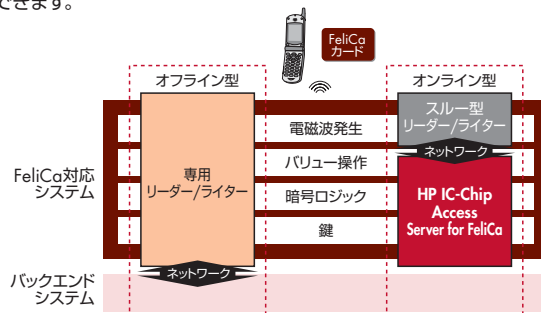 できます。
FeliCa
カード
オフライン型
オンライン型
スルー型
リーダー/ライター
電磁波発生
ネットワーク
バリュー操作
専用
リーダー/ライター
FeliCa対応
システム
暗号ロジック
HP IC-Chip
Access
Server for FeliCa
鍵
ネットワーク
バックエンド
システム